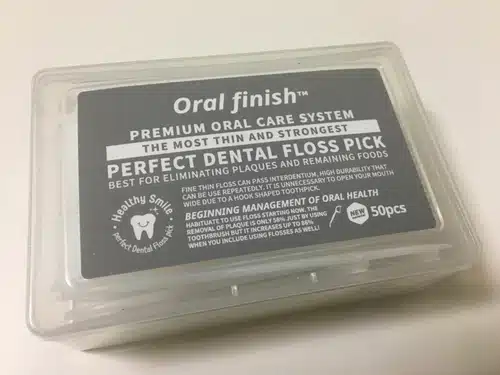 Oral finish™
PREMIUM ORAL CARE SYSTEM
THE MOST THIN AND STRONGEST
PERFECT DENTAL FLOSS PICK
BEST FOR ELIMINATING PLAQUES AND REMAINING FOODS
FINE THIN FLOSS CAN PASS INTERDENTIUM, HIGH DURABILITY THAT
CAN BE USE REPEATEDLY. IT IS UNNECESSARY TO OPEN YOUR MOUTH
WIDE DUE TO A HOOK SHAPED TOOTHPICK.
BEGINNING MANAGEMENT OF ORAL HEALTH
HABITUATE TO USE FLOSS STARTING NOW. THE
REMOVAL OF PLAQUE IS ONLY 58% JUST BY USING
TOOTHBRUSH BUT IT INCREASES UP TO 86%
WHEN YOU INCLUDE USING FLOSSES AS WELL!
NEW
50pcs
Healthy Smile
perfect Dental Floss Pick